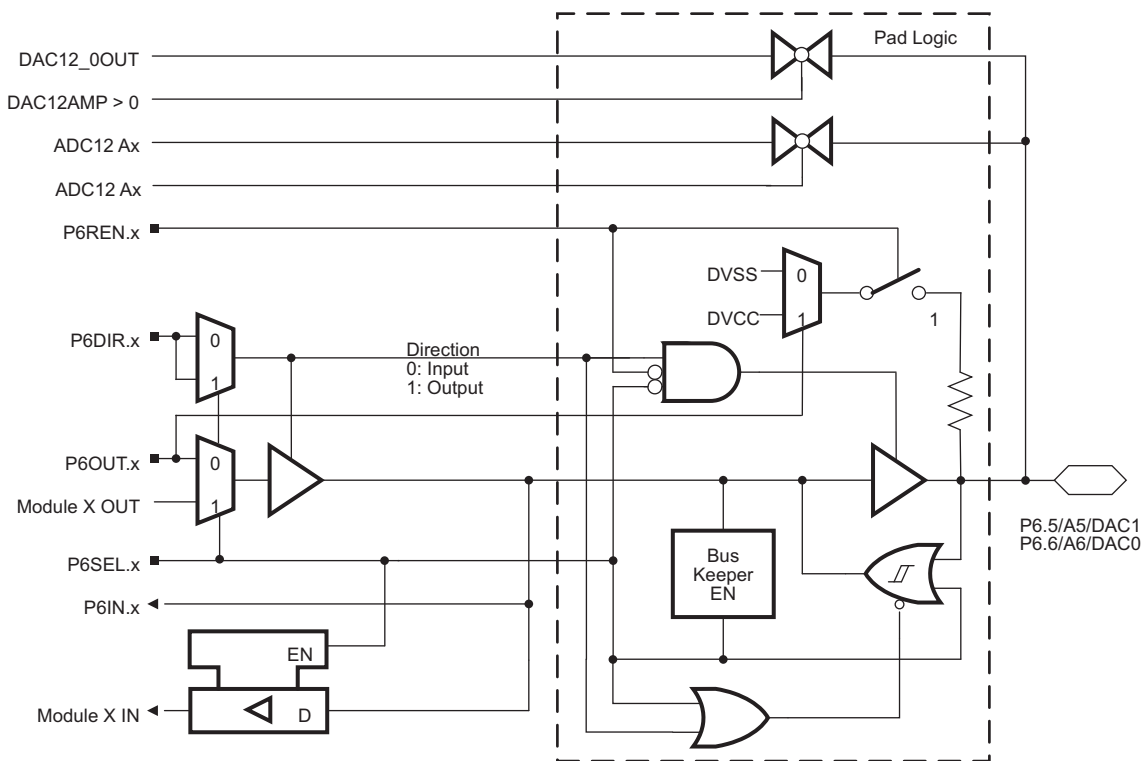 Pad Logic
DAC12_0OUT
DAC12AMP > 0
ADC12 Ax
ADC12 Ax
P6REN.x
DVSS
0
DVCC
1
1
P6DIR.x
0
1
Direction
0: Input
1: Output
P6OUT.x
0
Module X OUT
1
P6.5/A5/DAC1
P6.6/A6/DAC0
P6SEL.x
Bus
Keeper
EN
P6IN.x
EN
Module X IN
D